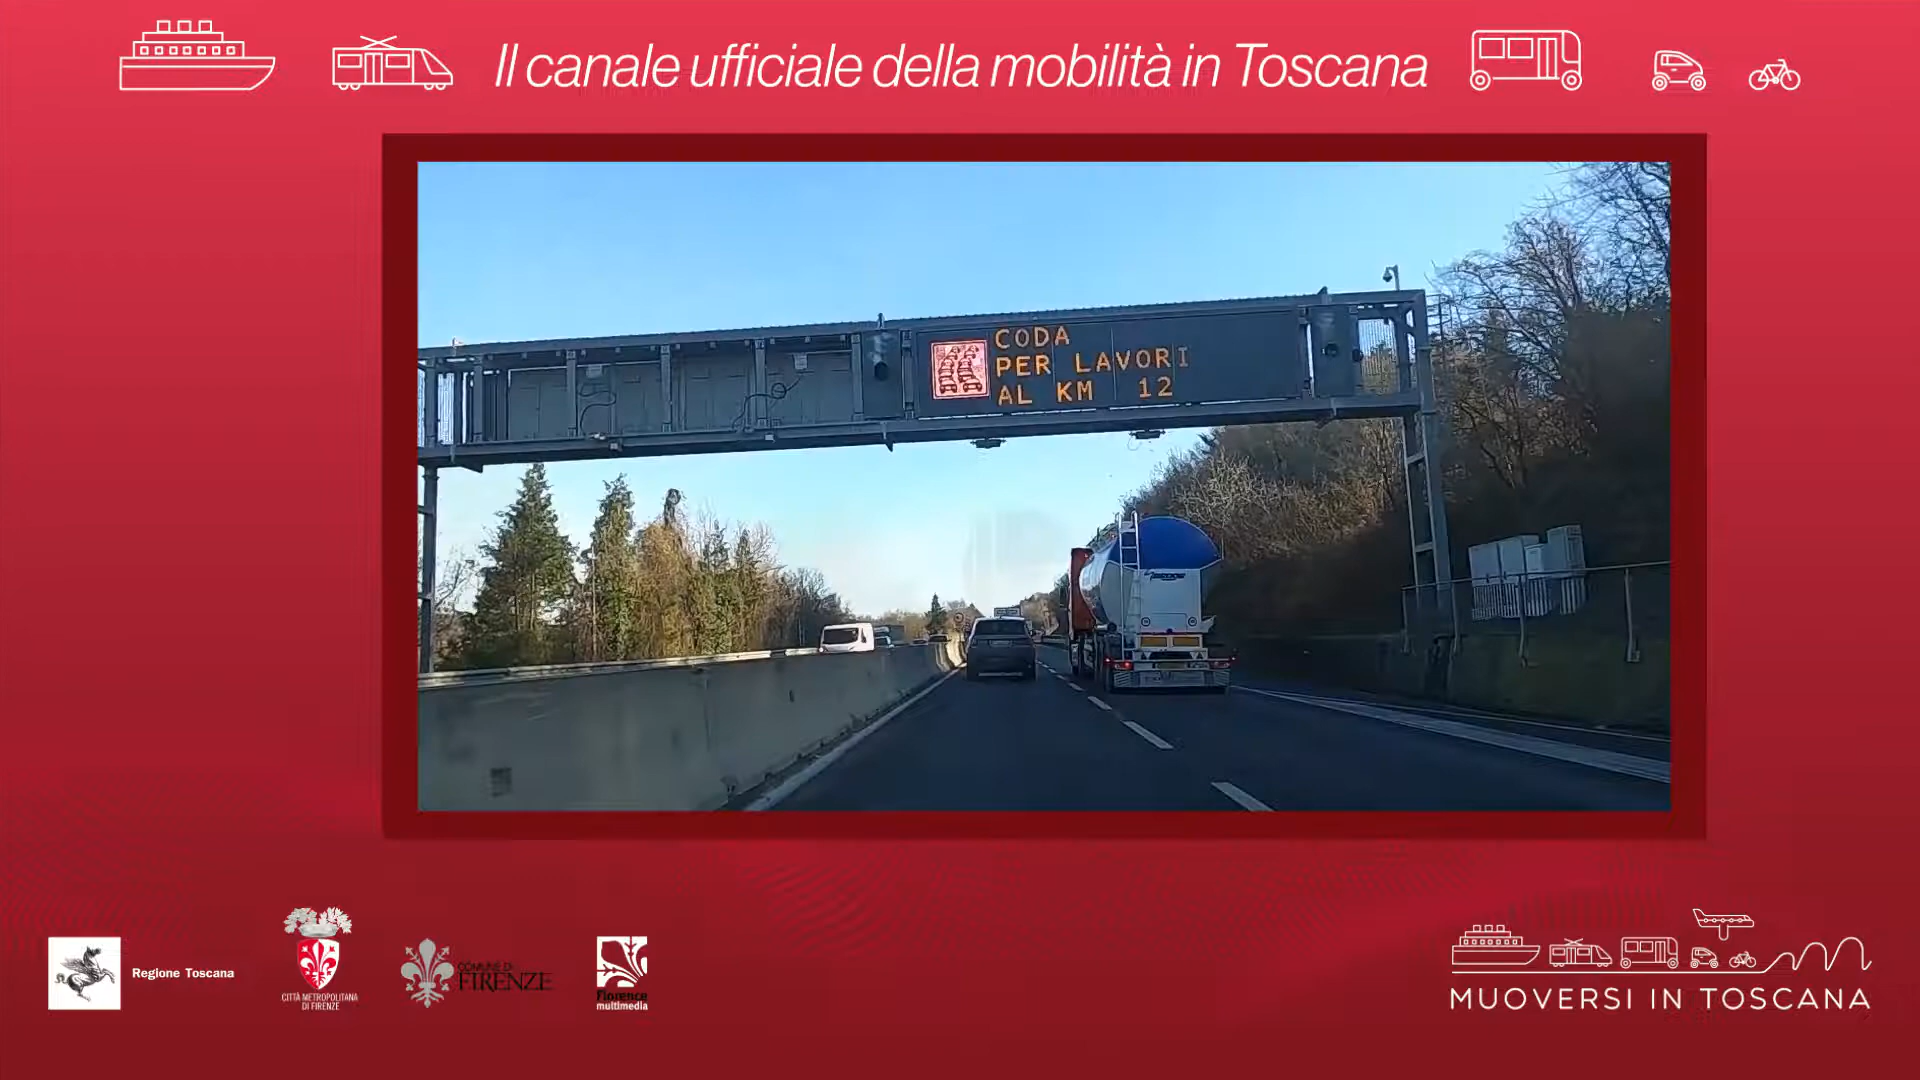 Il canale ufficiale della mobilità in Toscana
CODA
PER LAVORI
AL KM 12
Regione Toscana
CITTÀ METROPOLITANA
DI FIRENZE
COMUNE DI
FIRENZE
Florence
multimedia
MUOVERSI IN TOSCANA